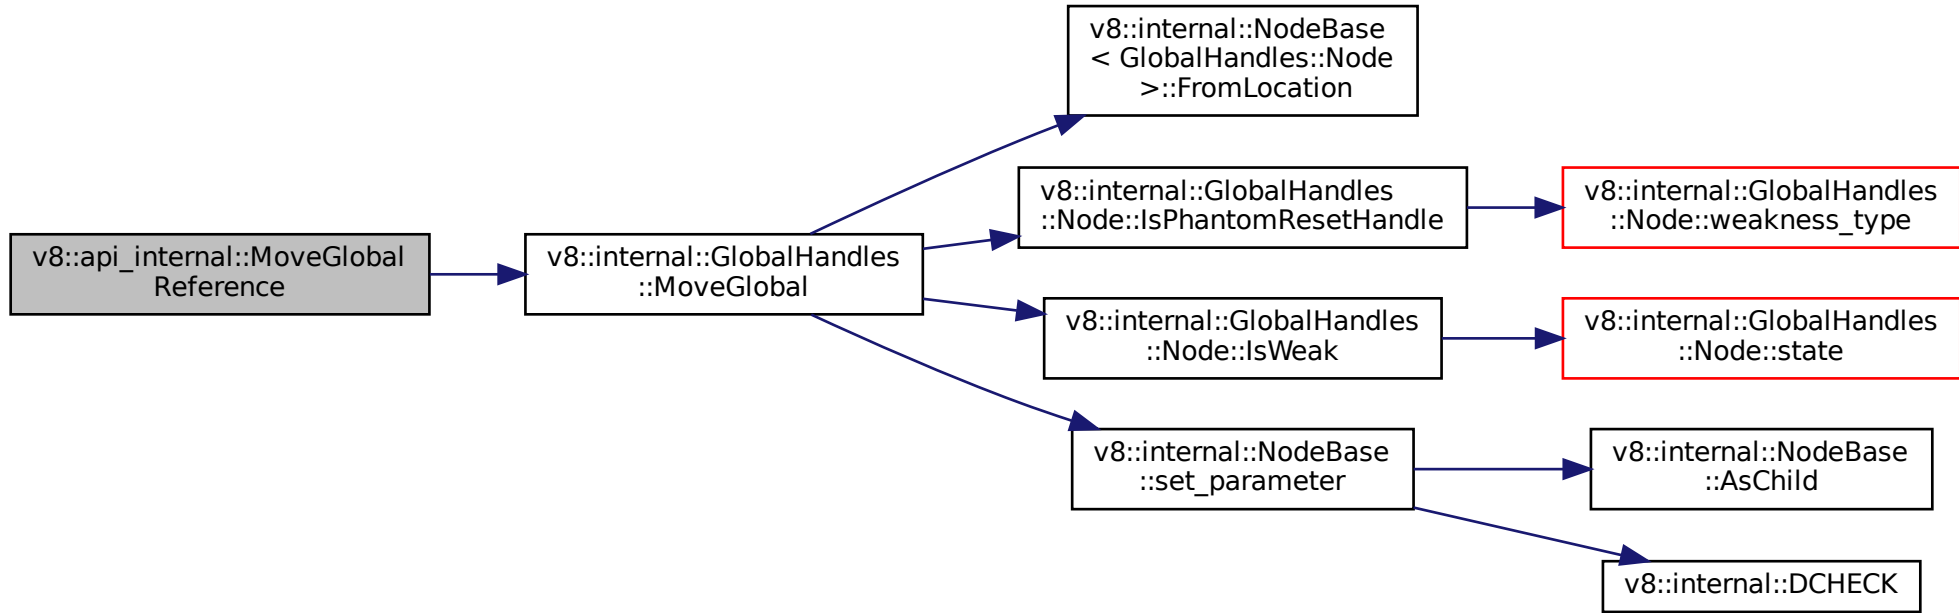 v8::api_internal::MoveGlobal
Reference
v8::internal::GlobalHandles
::MoveGlobal
v8::internal::NodeBase
< GlobalHandles::Node
>::FromLocation
v8::internal::GlobalHandles
::Node::IsPhantomResetHandle
v8::internal::GlobalHandles
::Node::weakness_type
v8::internal::GlobalHandles
::Node::IsWeak
v8::internal::GlobalHandles
::Node::state
v8::internal::NodeBase
::set_parameter
v8::internal::NodeBase
::AsChild
v8::internal::DCHECK